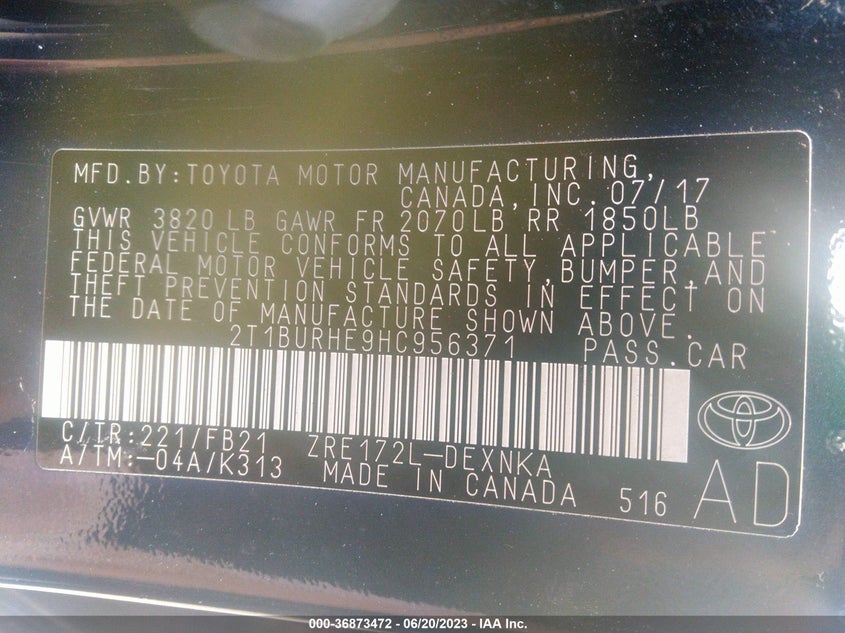 MFD.BY:TOYOTA MOTOR MANUFACTURING,
CANADA,INC. 07/17
GVWR 3820 LB GAWR FR 2070LB RR 1850LB
THIS VEHICLE CONFORMS TO ALL APPLICABLE
FEDERAL MOTOR VEHICLE SAFETY,BUMPER,AND
THEFT PREVENTION STANDARDS IN EFFECT ON
THE DATE OF MANUFACTURE SHOWN ABOVE.
2T1BURHE9HC956371 PASS.CAR
C/TR:221/FB21 ZRE172L-DEXNKA
A/TM:-04A/K313 MADE IN CANADA 516 AD
000-36873472 - 06/20/2023 - IAA Inc.